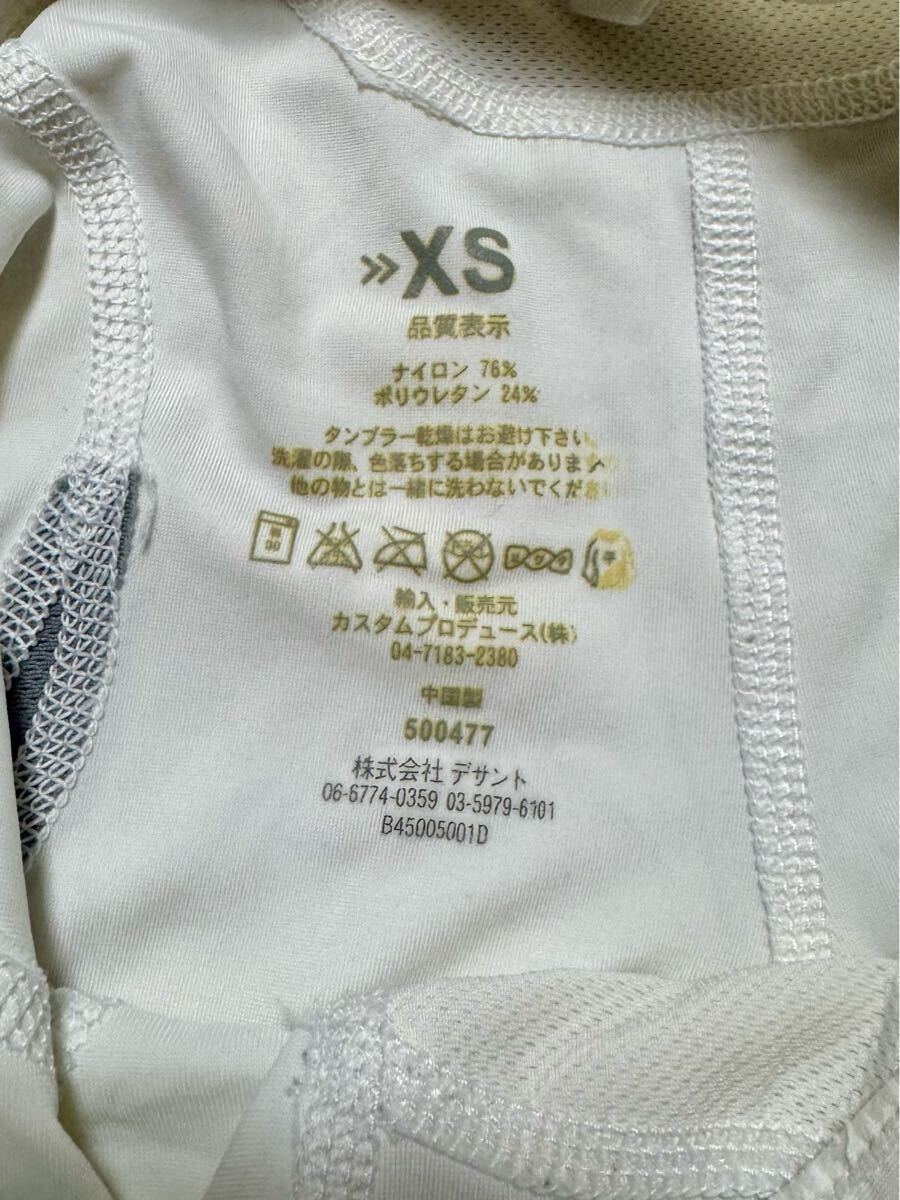 »XS
品質表示
ナイロン 76%
ポリウレタン 24%
タンブラー乾燥はお避け下さい。
洗濯の際、色落ちする場合があります
他の物とは一緒に洗わないでくだ
30
輸入・販売元
カスタムプロデュース(株)
04-7183-2380
中国製
500477
株式会社 デサント
06-6774-0359 03-5979-6101
B45005001D